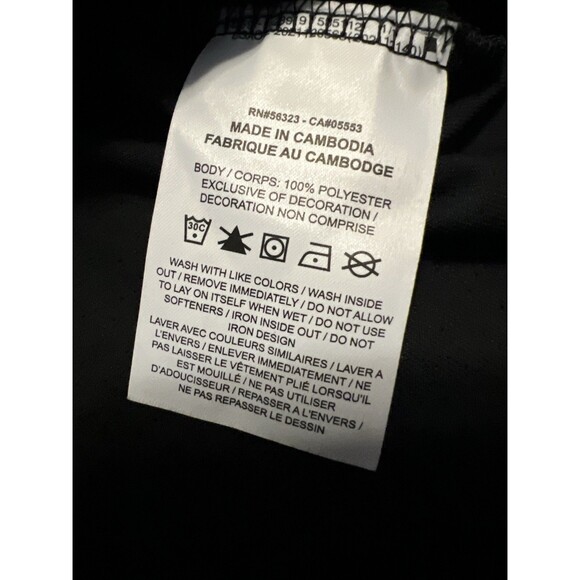 RN#56323 - CA#05553
MADE IN CAMBODIA
FABRIQUE AU CAMBODGE
BODY / CORPS: 100% POLYESTER
EXCLUSIVE OF DECORATION /
DECORATION NON COMPRISE
30C
WASH WITH LIKE COLORS / WASH INSIDE
OUT / REMOVE IMMEDIATELY / DO NOT ALLOW
TO LAY ON ITSELF WHEN WET / DO NOT USE
SOFTENERS / IRON INSIDE OUT / DO NOT
IRON DESIGN
LAVER AVEC COULEURS SIMILAIRES / LAVER A
L'ENVERS / ENLEVER IMMEDIATEMENT / NE
PAS LAISSER LE VÊTEMENT PLIÉ LORSQU'IL
EST MOUILLÉ / NE PAS UTILISER
D'ADOUCISSEUR / REPASSER A L'ENVERS /
NE PAS REPASSER LE DESSIN